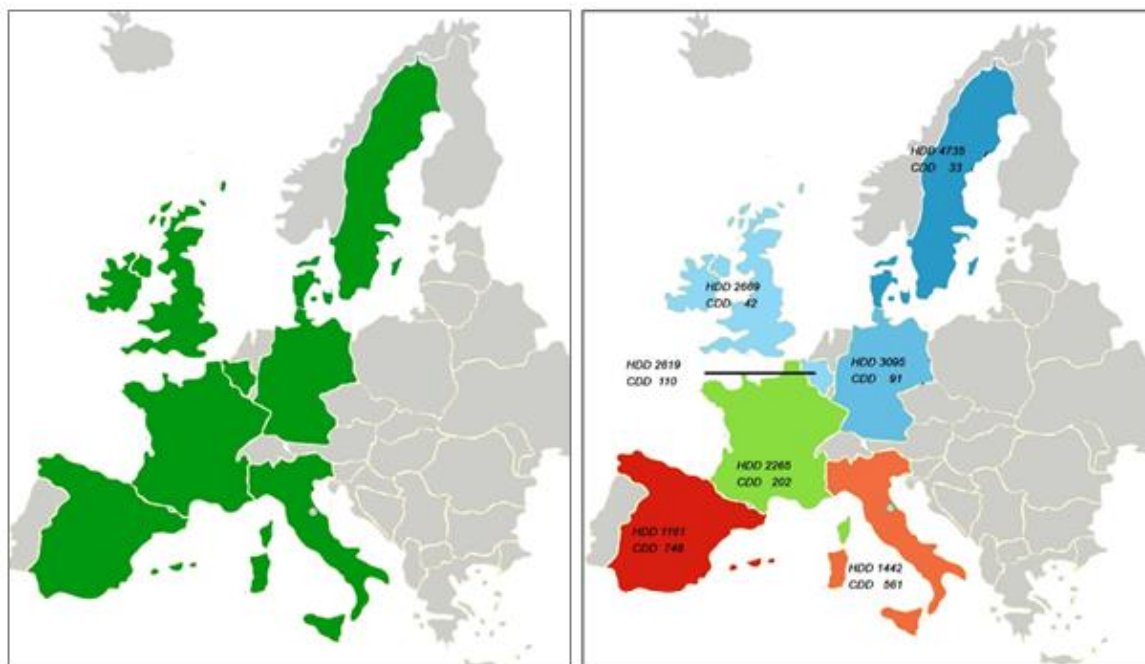 HDD 4735
CDD 33
HDD 2669
CDD 42
HDD 2619
CDD 110
HDD 3095
CDD 91
HDD 2265
CDD 202
HDD 1161
CDD 748
HDD 1442
CDD 561